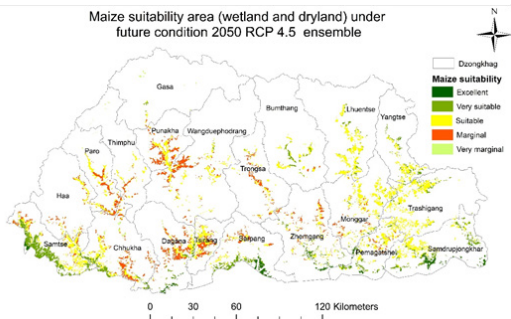 Maize suitability area (wetland and dryland) under
future condition 2050 RCP 4.5 ensemble
N
Dzongkhag
Maize suitability
Excellent
Very suitable
Suitable
Marginal
Very marginal
Gasa
Bumthang
Lhuentse
Yangtse
Punakha
Wangduephodrang
Thimphu
Paro
Trongsa
Haa
Trashigang
Monggar
Samtse
Chhukha
Dagana
Tsirang
Sarpang
Zhemgang
Pemagatshel
Samdrupjongkhar
0 30 60 120 Kilometers